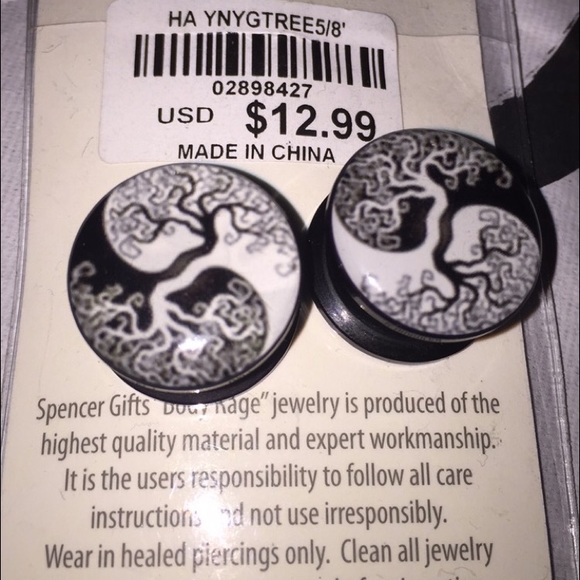 HA YNYGTREE5/8'
02898427
USD $12.99
MADE IN CHINA
Spencer Gifts "Body Rage" jewelry is produced of the
highest quality material and expert workmanship.
It is the users responsibility to follow all care
instructions and not use irresponsibly.
Wear in healed piercings only. Clean all jewelry